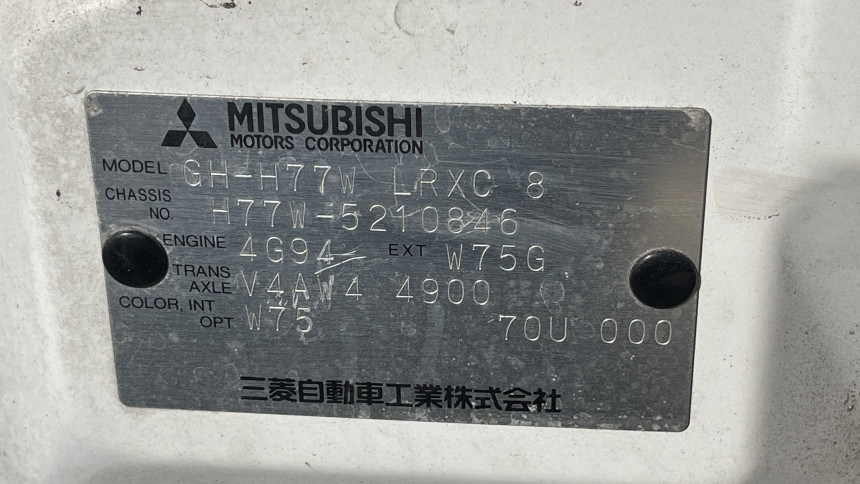 MITSUBISHI
MOTORS CORPORATION
MODEL GH-H77W LRXC 8
CHASSIS NO. H77W-5210846
ENGINE 4G94 EXT W75G
TRANS AXLE V4AW4 4900
COLOR, INT OPT W75 70U 000
三菱自動車工業株式会社